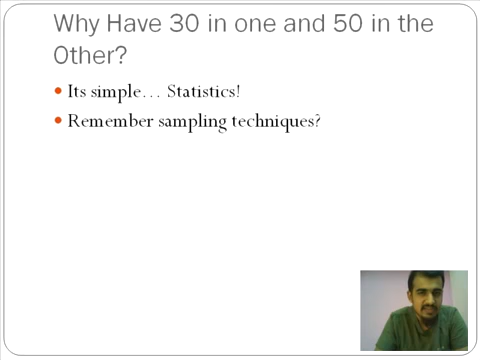 Why Have 30 in one and 50 in the
Other?
Its simple… Statistics!
Remember sampling techniques?